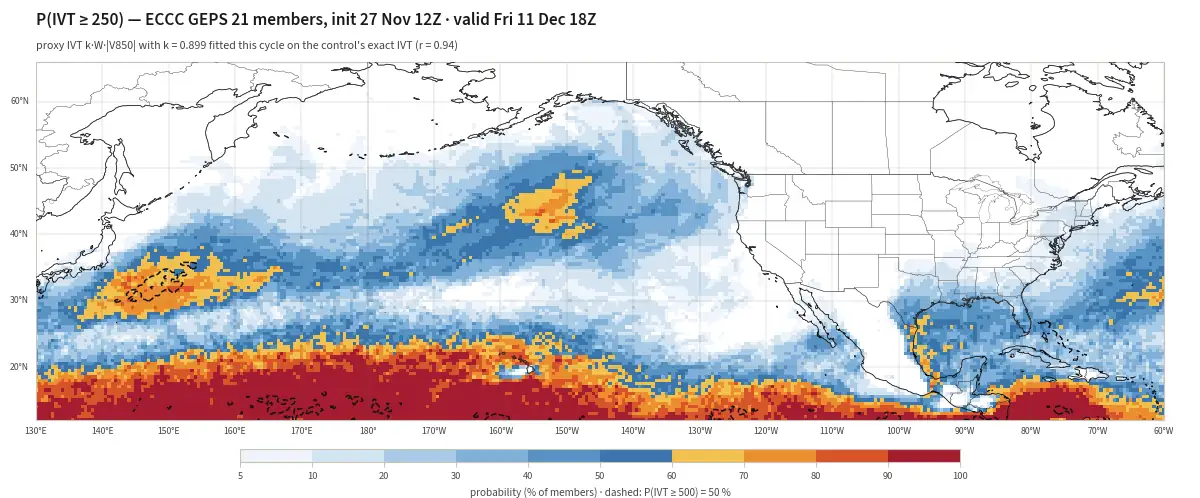 P(IVT ≥ 250) — ECCC GEPS 21 members, init 27 Nov 12Z · valid Fri 11 Dec 18Z
proxy IVT k·W·|V850| with k = 0.899 fitted this cycle on the control's exact IVT (r = 0.94)
60°N
50°N
40°N
30°N
20°N
130°E 140°E 150°E 160°E 170°E 180° 170°W 160°W 150°W 140°W 130°W 120°W 110°W 100°W 90°W 80°W 70°W 60°W
5 10 20 30 40 50 60 70 80 90 100
probability (% of members) · dashed: P(IVT ≥ 500) = 50 %